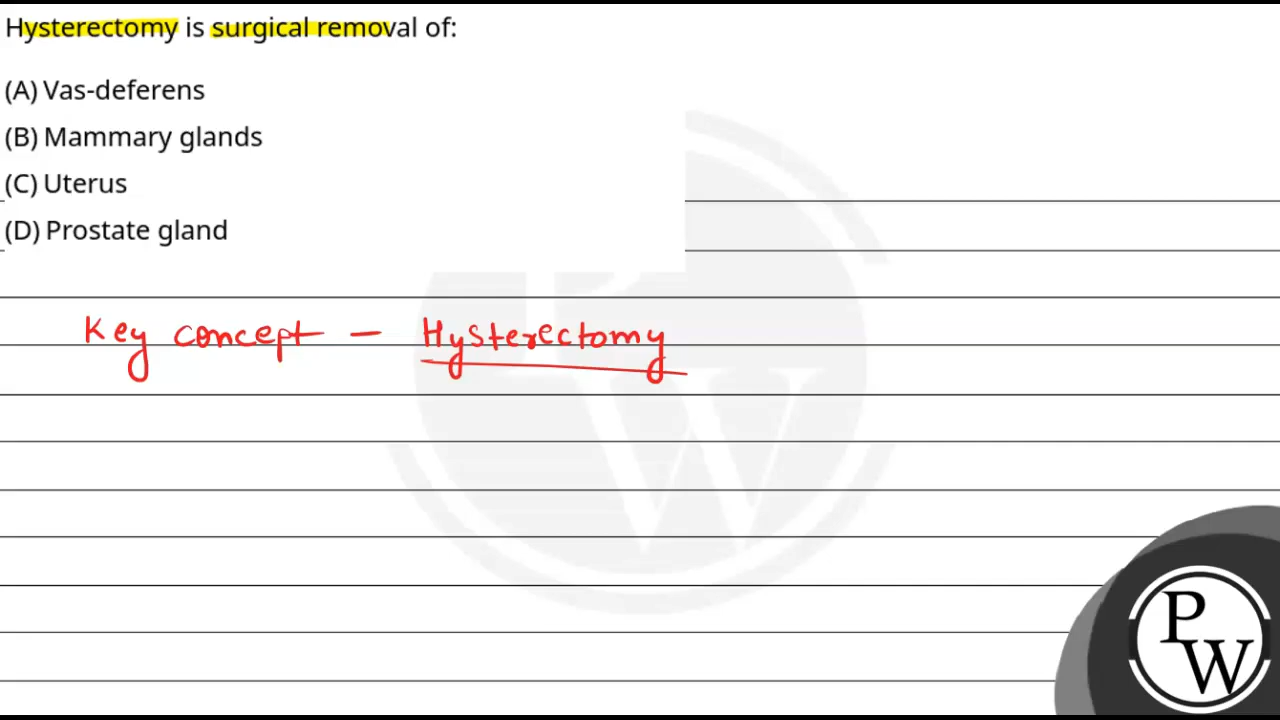 Hysterectomy is surgical removal of:
(A) Vas-deferens
(B) Mammary glands
(C) Uterus
(D) Prostate gland
Key concept - Hysterectomy
PW